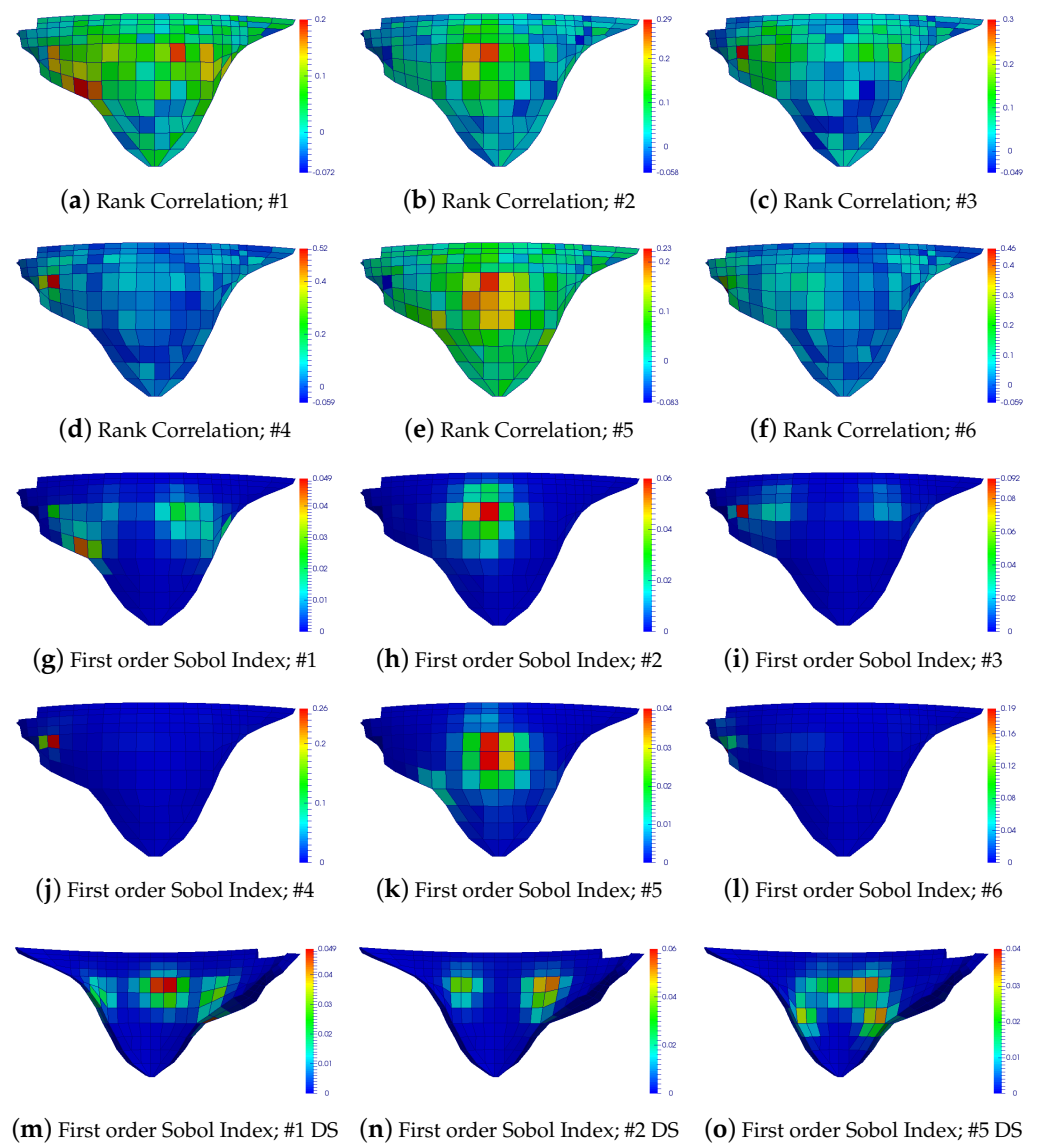 0.2 0.29 0.3
0.2 0.2
0.1 0.1
0.1
0 0 0
-0.072 -0.058 -0.049
(a) Rank Correlation; #1 (b) Rank Correlation; #2 (c) Rank Correlation; #3
0.52 0.23 0.46
0.4 0.2 0.4
0.3 0.3
0.2 0.1 0.2
0.1 0.1
0 0 0
-0.059 -0.083 -0.059
(d) Rank Correlation; #4 (e) Rank Correlation; #5 (f) Rank Correlation; #6
0.049 0.06 0.092
0.04 0.08
0.03 0.04 0.06
0.02 0.02 0.04
0.01 0.02
0 0 0
(g) First order Sobol Index; #1 (h) First order Sobol Index; #2 (i) First order Sobol Index; #3
0.26 0.04 0.19
0.2 0.03 0.16
0.12
0.1 0.02 0.08
0.01 0.04
0 0 0
(j) First order Sobol Index; #4 (k) First order Sobol Index; #5 (l) First order Sobol Index; #6
0.049 0.06 0.04
0.04 0.03
0.03 0.04
0.02 0.02 0.02
0.01 0.01
0 0 0
(m) First order Sobol Index; #1 DS (n) First order Sobol Index; #2 DS (o) First order Sobol Index; #5 DS